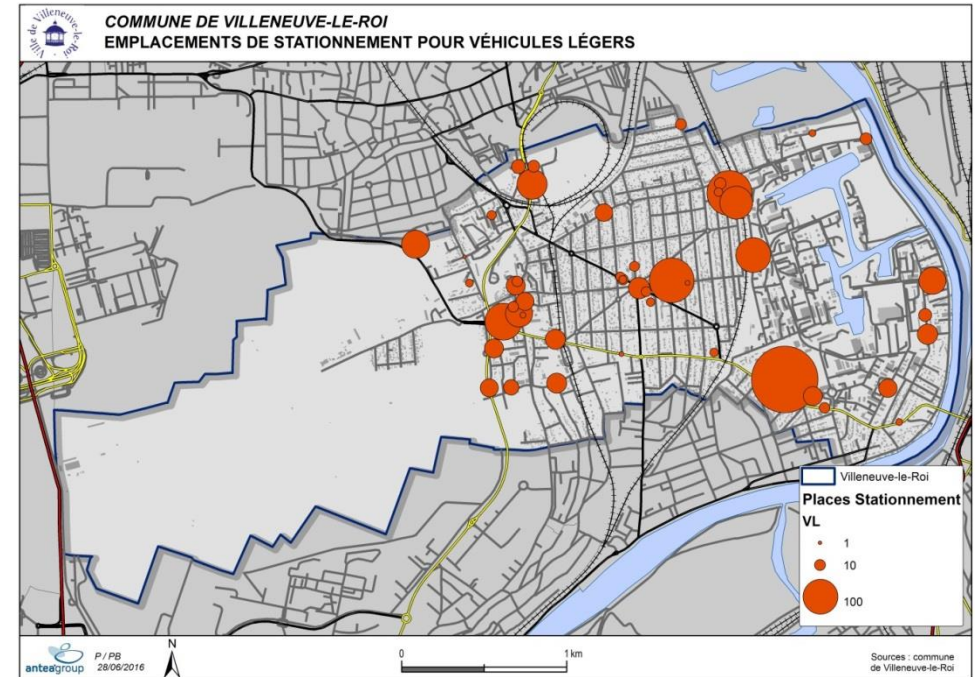 Ville de Villeneuve-le-Roi
COMMUNE DE VILLENEUVE-LE-ROI
EMPLACEMENTS DE STATIONNEMENT POUR VÉHICULES LÉGERS
Villeneuve-le-Roi
Places Stationnement
VL
1
10
100
anteagroup
P / PB
28/06/2016
N
0 1 km
Sources : commune
de Villeneuve-le-Roi